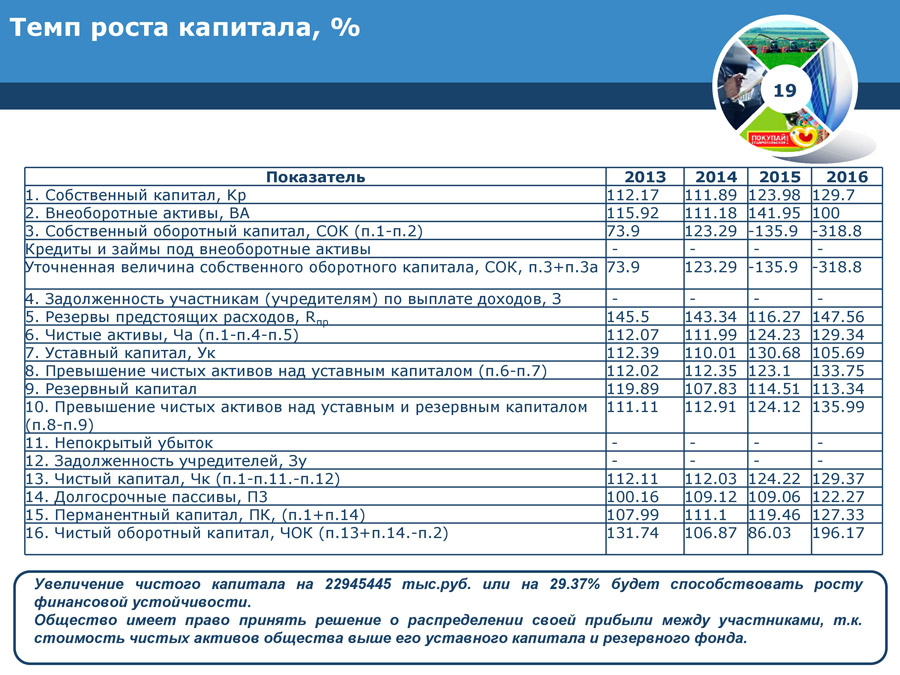 Темп роста капитала, %
19
ПОКУПАЙ
Показатель 2013 2014 2015 2016
1. Собственный капитал, Kp 112.17 111.89 123.98 129.7
2. Внеоборотные активы, ВА 115.92 111.18 141.95 100
3. Собственный оборотный капитал, СОК (п.1-п.2) 73.9 123.29 -135.9 -318.8
Кредиты и займы под внеоборотные активы - - - -
Уточненная величина собственного оборотного капитала, СОК, п.3+п.3а 73.9 123.29 -135.9 -318.8
4. Задолженность участникам (учредителям) по выплате доходов, З - - - -
5. Резервы предстоящих расходов, Rпр 145.5 143.34 116.27 147.56
6. Чистые активы, Ча (п.1-п.4-п.5) 112.07 111.99 124.23 129.34
7. Уставный капитал, Ук 112.39 110.01 130.68 105.69
8. Превышение чистых активов над уставным капиталом (п.6-п.7) 112.02 112.35 123.1 133.75
9. Резервный капитал 119.89 107.83 114.51 113.34
10. Превышение чистых активов над уставным и резервным капиталом 111.11 112.91 124.12 135.99
(п.8-п.9)
11. Непокрытый убыток - - - -
12. Задолженность учредителей, Зу - - - -
13. Чистый капитал, Чк (п.1-п.11.-п.12) 112.11 112.03 124.22 129.37
14. Долгосрочные пассивы, ПЗ 100.16 109.12 109.06 122.27
15. Перманентный капитал, ПК, (п.1+п.14) 107.99 111.1 119.46 127.33
16. Чистый оборотный капитал, ЧОК (п.13+п.14.-п.2) 131.74 106.87 86.03 196.17
Увеличение чистого капитала на 22945445 тыс.руб. или на 29.37% будет способствовать росту
финансовой устойчивости.
Общество имеет право принять решение о распределении своей прибыли между участниками, т.к.
стоимость чистых активов общества выше его уставного капитала и резервного фонда.